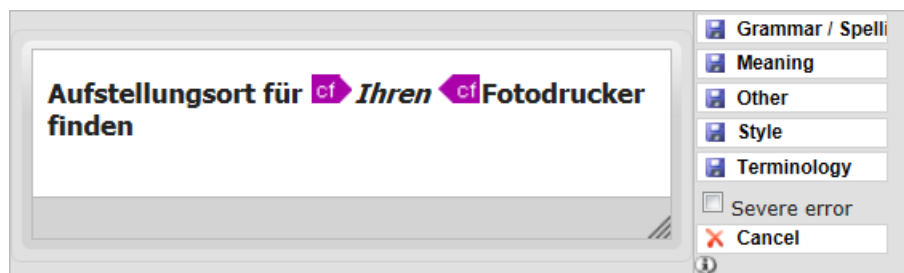 Aufstellungsort für cf Ihren cf Fotodrucker
finden
Grammar / Spelli
Meaning
Other
Style
Terminology
Severe error
Cancel